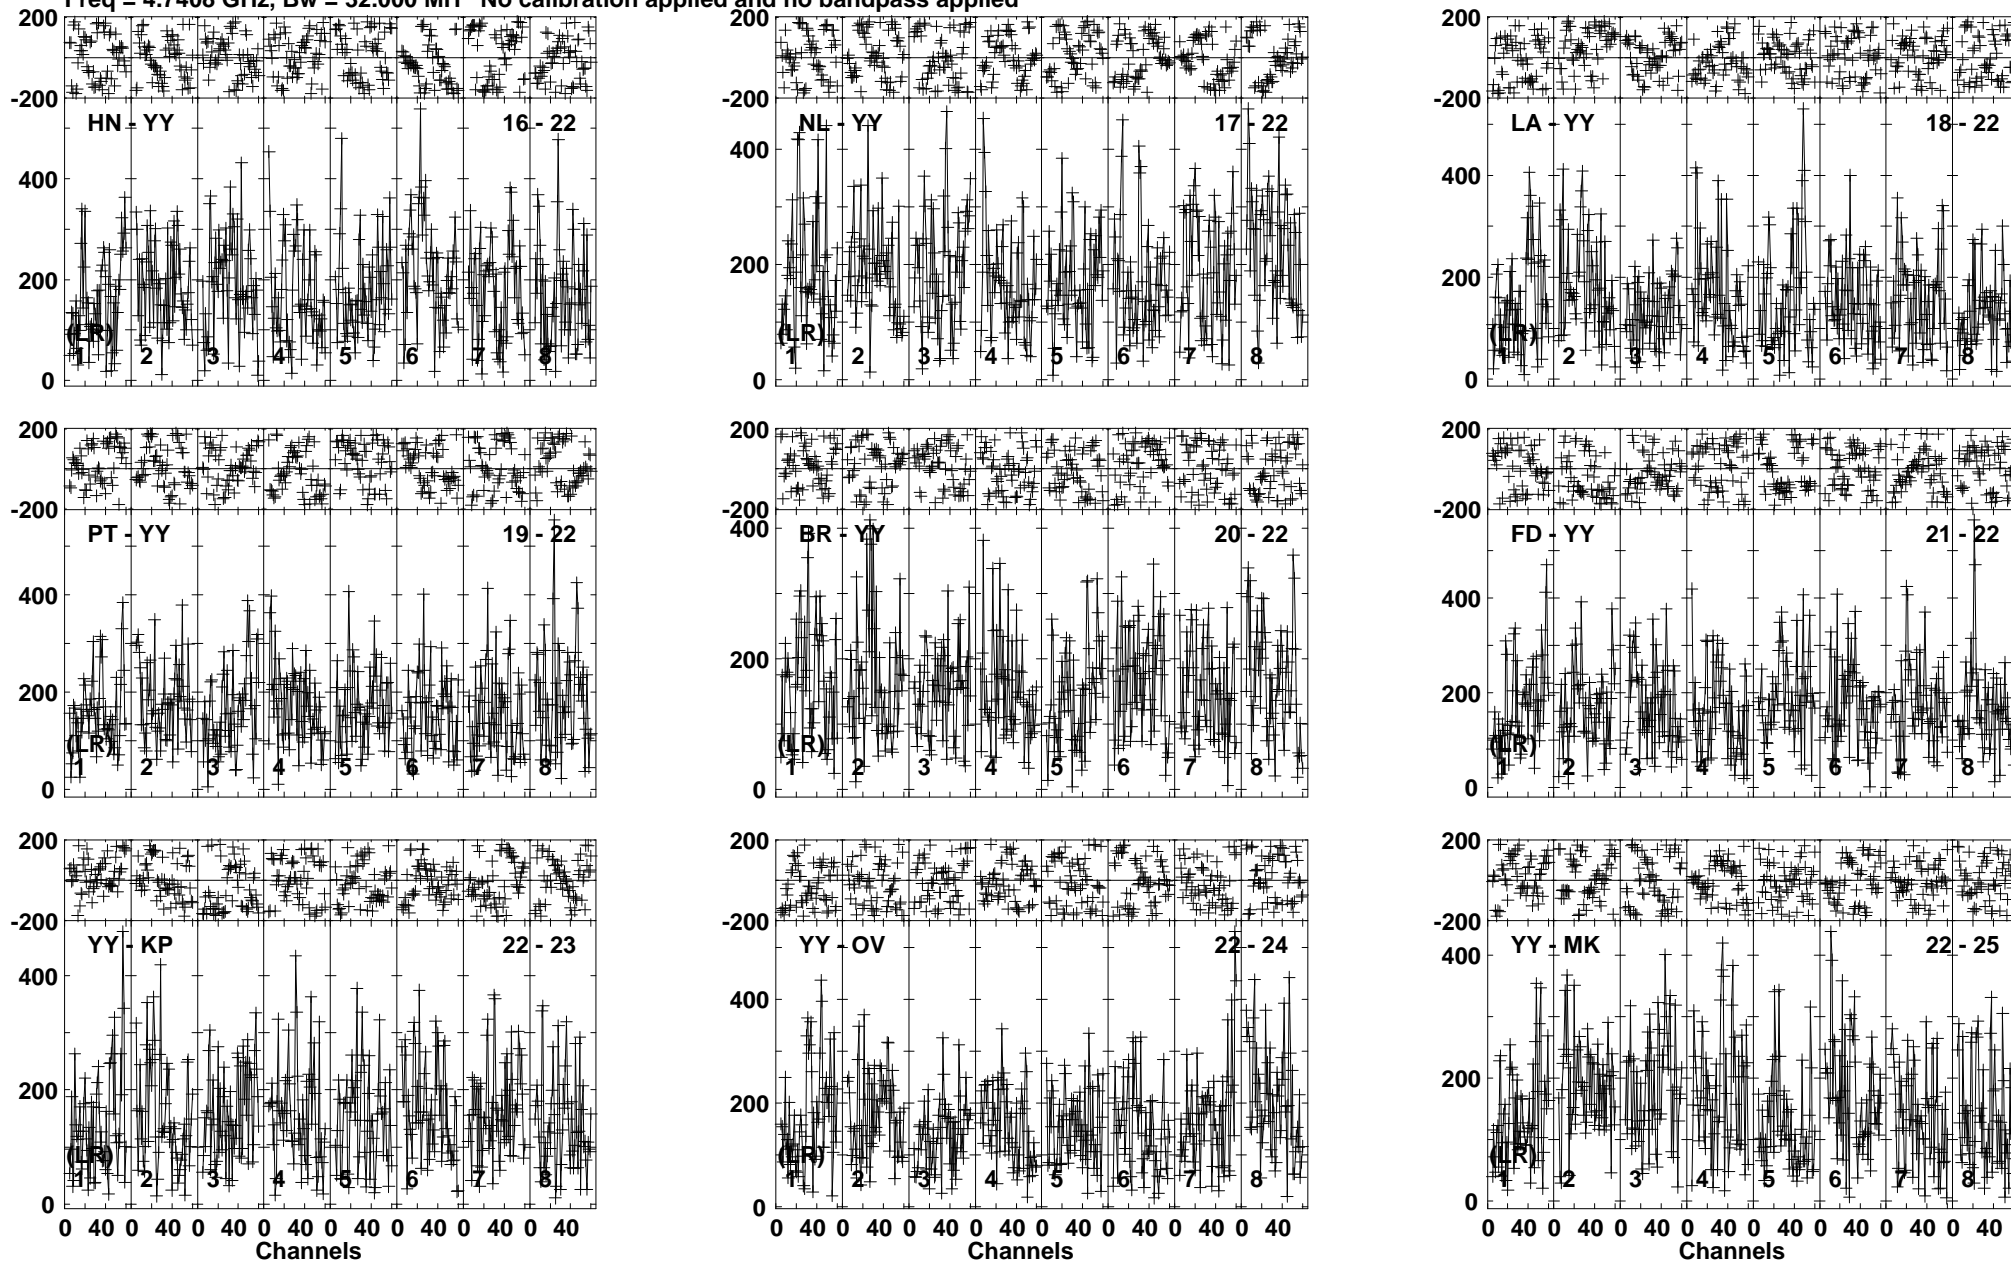 Freq = 4.7408 GHz, Bw = 32.000 MH No calibration applied and no bandpass applied
200 200 200
-200 -200 -200
HN - YY 16 - 22 NL - YY 17 - 22 LA - YY 18 - 22
400 400 400
200 200 200
(LR) (LR) (LR)
1 2 3 4 5 6 7 8 1 2 3 4 5 6 7 8 1 2 3 4 5 6 7 8
0 0 0
200 200 200
-200 -200 -200
PT - YY 19 - 22 BR - YY 20 - 22 FD - YY 21 - 22
400 400 400
200 200 200
(LR) (LR) (LR)
1 2 3 4 5 6 7 8 1 2 3 4 5 6 7 8 1 2 3 4 5 6 7 8
0 0 0
200 200 200
-200 -200 -200
YY - KP 22 - 23 YY - OV 22 - 24 YY - MK 22 - 25
400 400 400
200 200 200
(LR) (LR) (LR)
1 2 3 4 5 6 7 8 1 2 3 4 5 6 7 8 1 2 3 4 5 6 7 8
0 0 0
0 40 0 40 0 40 0 40 0 40 0 40 0 40 0 40 0 40 0 40 0 40 0 40 0 40 0 40 0 40 0 40 0 40 0 40 0 40 0 40 0 40 0 40 0 40 0 40
Channels Channels Channels